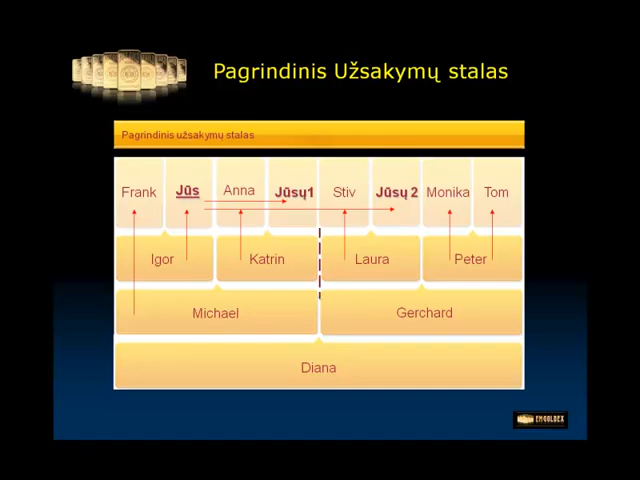 Pagrindinis Užsakymų stalas
Pagrindinis užsakymų stalas
Frank Jūs Anna Jūsų1 Stiv Jūsų 2 Monika Tom
Igor Katrin Laura Peter
Michael Gerchard
Diana
EMGOLDEX